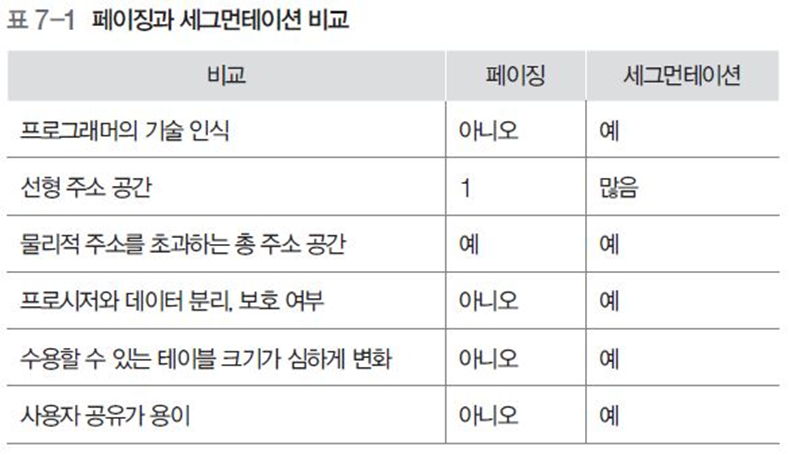 표 7-1 페이징과 세그먼테이션 비교
비교 페이징 세그먼테이션
프로그래머의 기술 인식 아니오 예
선형 주소 공간 1 많음
물리적 주소를 초과하는 총 주소 공간 예 예
프로시저와 데이터 분리, 보호 여부 아니오 예
수용할 수 있는 테이블 크기가 심하게 변화 아니오 예
사용자 공유가 용이 아니오 예